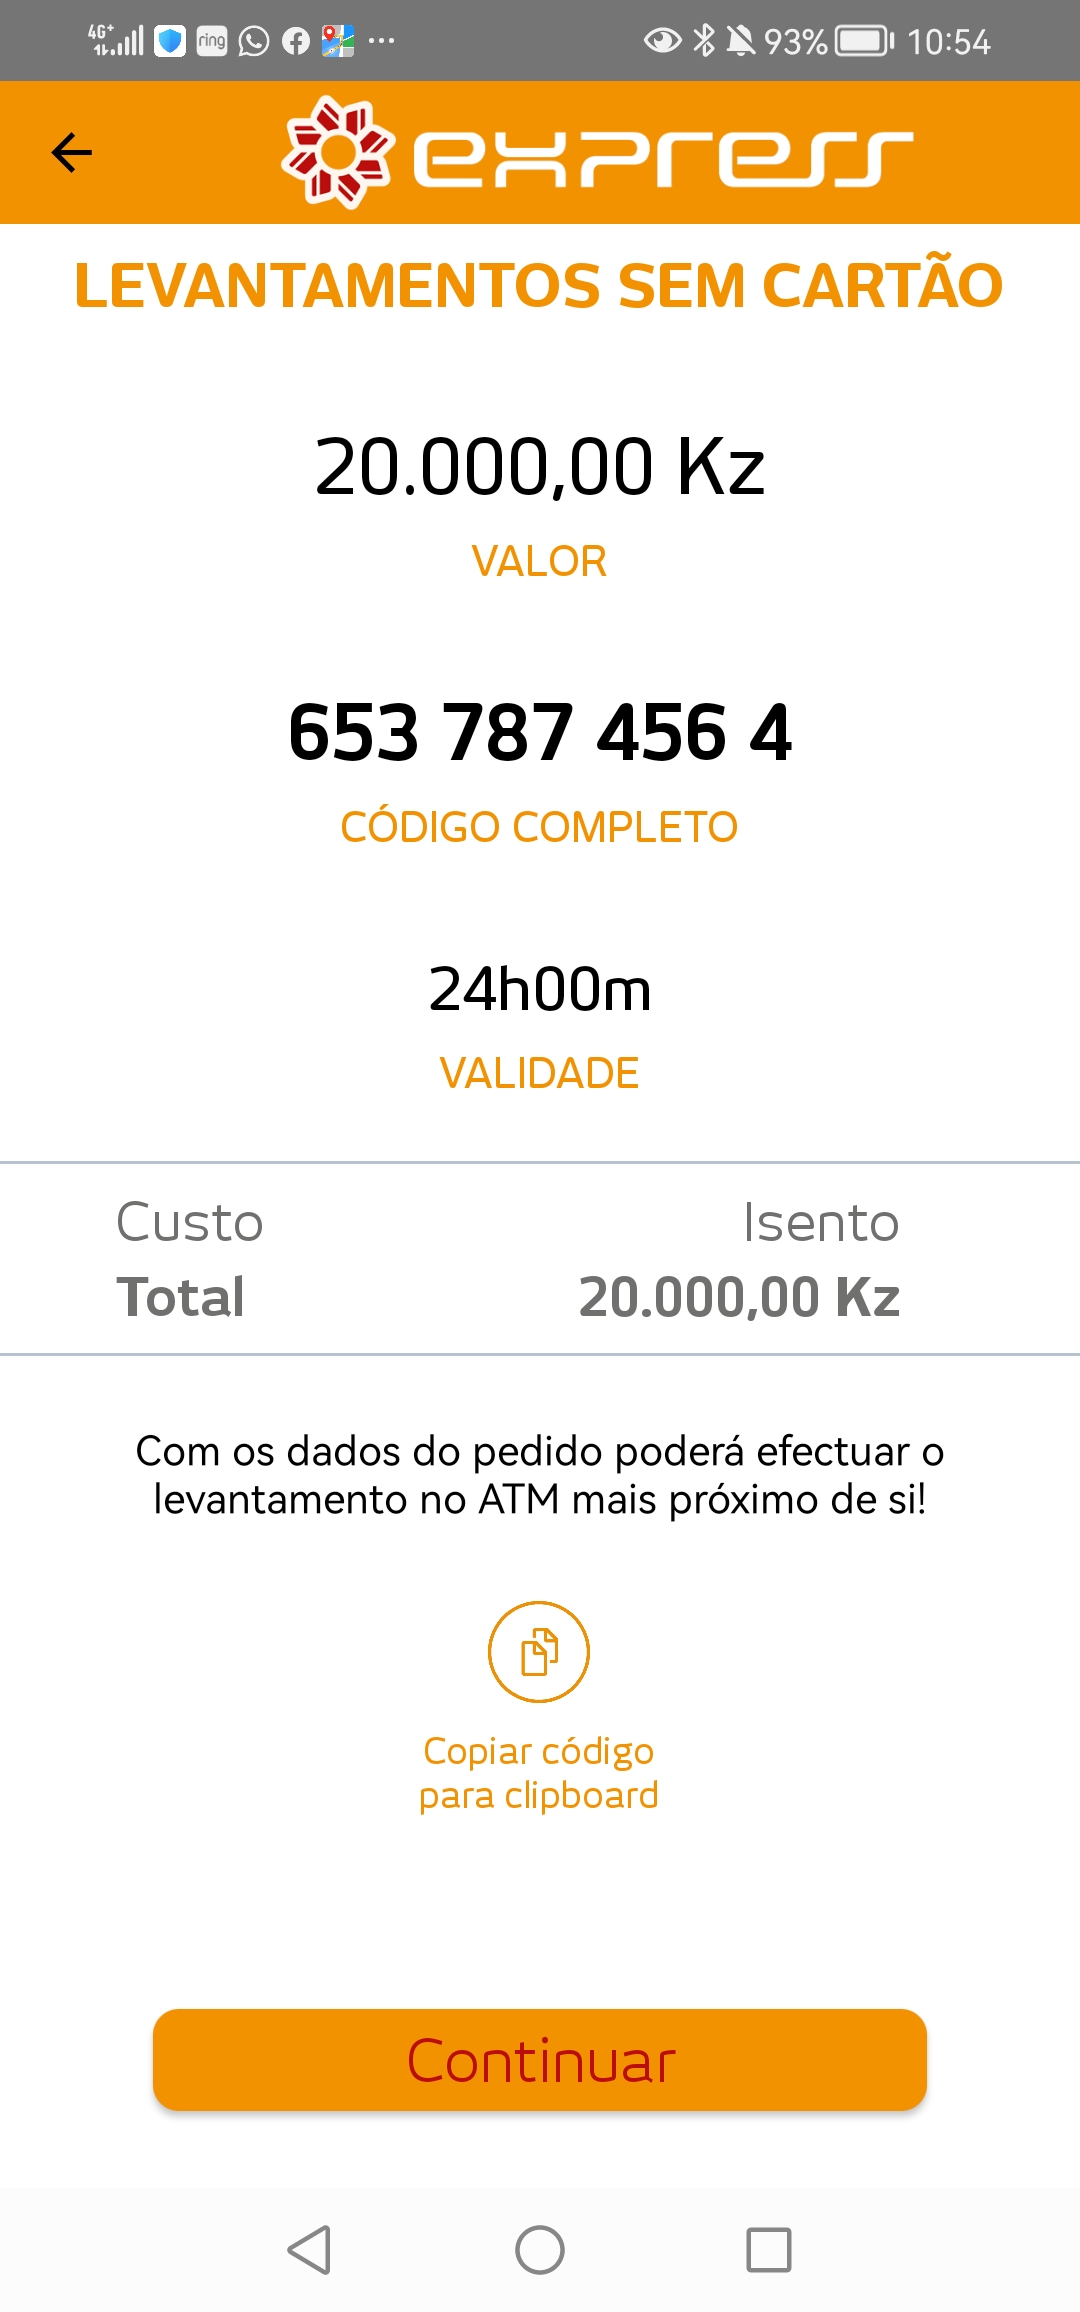 4G+ ring 93% 10:54
express
LEVANTAMENTOS SEM CARTÃO
20.000,00 Kz
VALOR
653 787 456 4
CÓDIGO COMPLETO
24h00m
VALIDADE
Custo Isento
Total 20.000,00 Kz
Com os dados do pedido poderá efectuar o
levantamento no ATM mais próximo de si!
Copiar código
para clipboard
Continuar